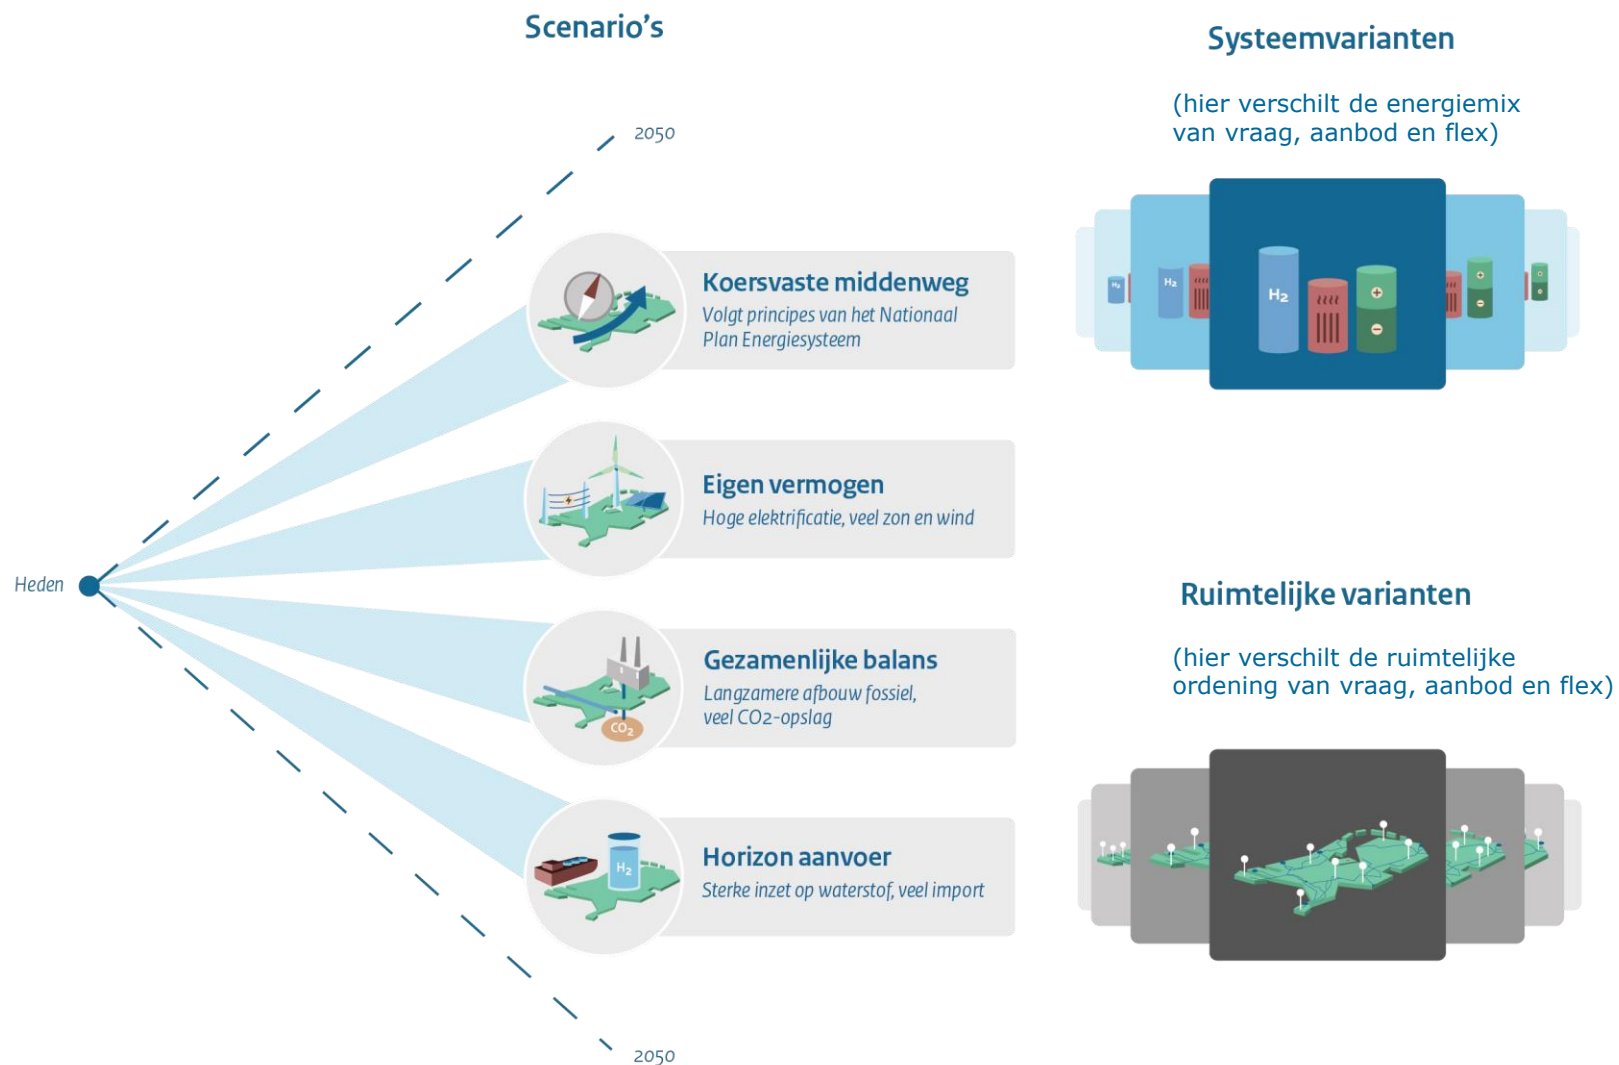 Scenario's
2050
Koersvaste middenweg
Volgt principes van het Nationaal
Plan Energiesysteem
Eigen vermogen
Hoge elektrificatie, veel zon en wind
Heden
Gezamenlijke balans
Langzamere afbouw fossiel,
veel CO2-opslag
CO₂
Horizon aanvoer
Sterke inzet op waterstof, veel import
H₂
2050
Systeemvarianten
(hier verschilt de energiemix
van vraag, aanbod en flex)
H₂
H₂
H₂
Ruimtelijke varianten
(hier verschilt de ruimtelijke
ordening van vraag, aanbod en flex)